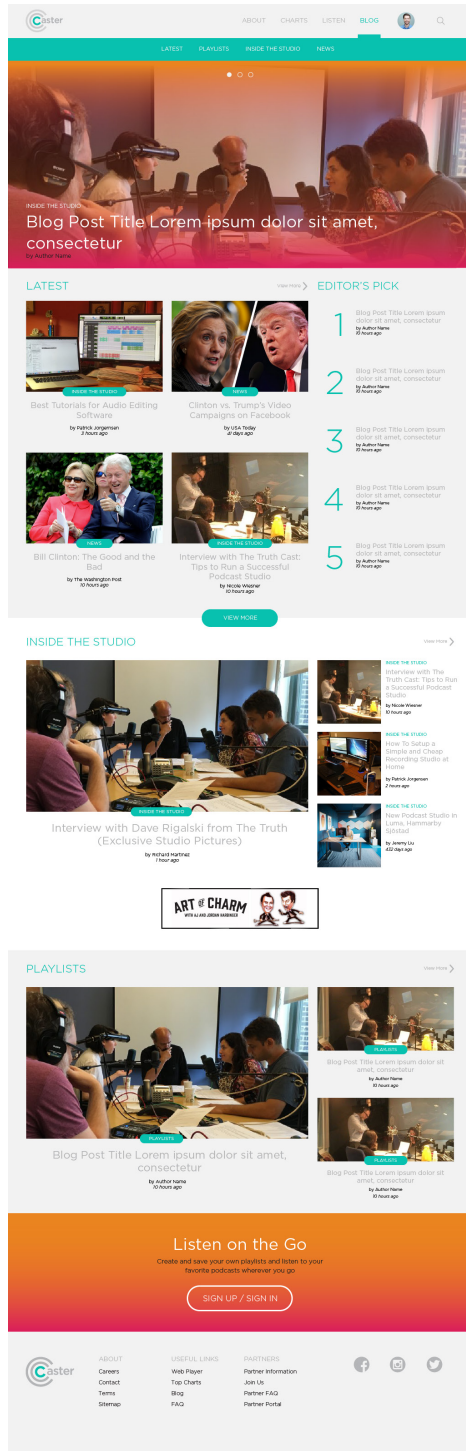 Caster
ABOUT
CHARTS
LISTEN
BLOG
LATEST
PLAYLISTS
INSIDE THE STUDIO
NEWS
INSIDE THE STUDIO
Blog Post Title Lorem ipsum dolor sit amet,
consectetur
by Author Name
LATEST
View More
INSIDE THE STUDIO
Best Tutorials for Audio Editing
Software
by Patrick Jorgensen
3 hours ago
NEWS
Clinton vs. Trump's Video
Campaigns on Facebook
by USA Today
41 days ago
NEWS
Bill Clinton: The Good and the
Bad
by The Washington Post
10 hours ago
INSIDE THE STUDIO
Interview with The Truth Cast:
Tips to Run a Successful
Podcast Studio
by Nicole Wiesner
10 hours ago
EDITOR'S PICK
1
Blog Post Title Lorem ipsum
dolor sit amet, consectetur
by Author Name
10 hours ago
2
Blog Post Title Lorem ipsum
dolor sit amet, consectetur
by Author Name
10 hours ago
3
Blog Post Title Lorem ipsum
dolor sit amet, consectetur
by Author Name
10 hours ago
4
Blog Post Title Lorem ipsum
dolor sit amet, consectetur
by Author Name
10 hours ago
5
Blog Post Title Lorem ipsum
dolor sit amet, consectetur
by Author Name
10 hours ago
VIEW MORE
INSIDE THE STUDIO
View More
INSIDE THE STUDIO
Interview with Dave Rigalski from The Truth
(Exclusive Studio Pictures)
by Richard Martinez
1 hour ago
INSIDE THE STUDIO
Interview with The
Truth Cast: Tips to Run
a Successful Podcast
Studio
by Nicole Wiesner
10 hours ago
INSIDE THE STUDIO
How To Setup a
Simple and Cheap
Recording Studio at
Home
by Patrick Jorgensen
2 hours ago
INSIDE THE STUDIO
New Podcast Studio in
Luma, Hammarby
Sjöstad
by Jeremy Liu
432 days ago
ART OF CHARM
WITH AJ AND JORDAN HARBINGER
PLAYLISTS
View More
PLAYLISTS
Blog Post Title Lorem ipsum dolor sit amet,
consectetur
by Author Name
10 hours ago
PLAYLISTS
Blog Post Title Lorem ipsum dolor sit
amet, consectetur
by Author Name
10 hours ago
PLAYLISTS
Blog Post Title Lorem ipsum dolor sit
amet, consectetur
by Author Name
10 hours ago
Listen on the Go
Create and save your own playlists and listen to your
favorite podcasts wherever you go
SIGN UP / SIGN IN
Caster
ABOUT
Careers
Contact
Terms
Sitemap
USEFUL LINKS
Web Player
Top Charts
Blog
FAQ
PARTNERS
Partner Information
Join Us
Partner FAQ
Partner Portal